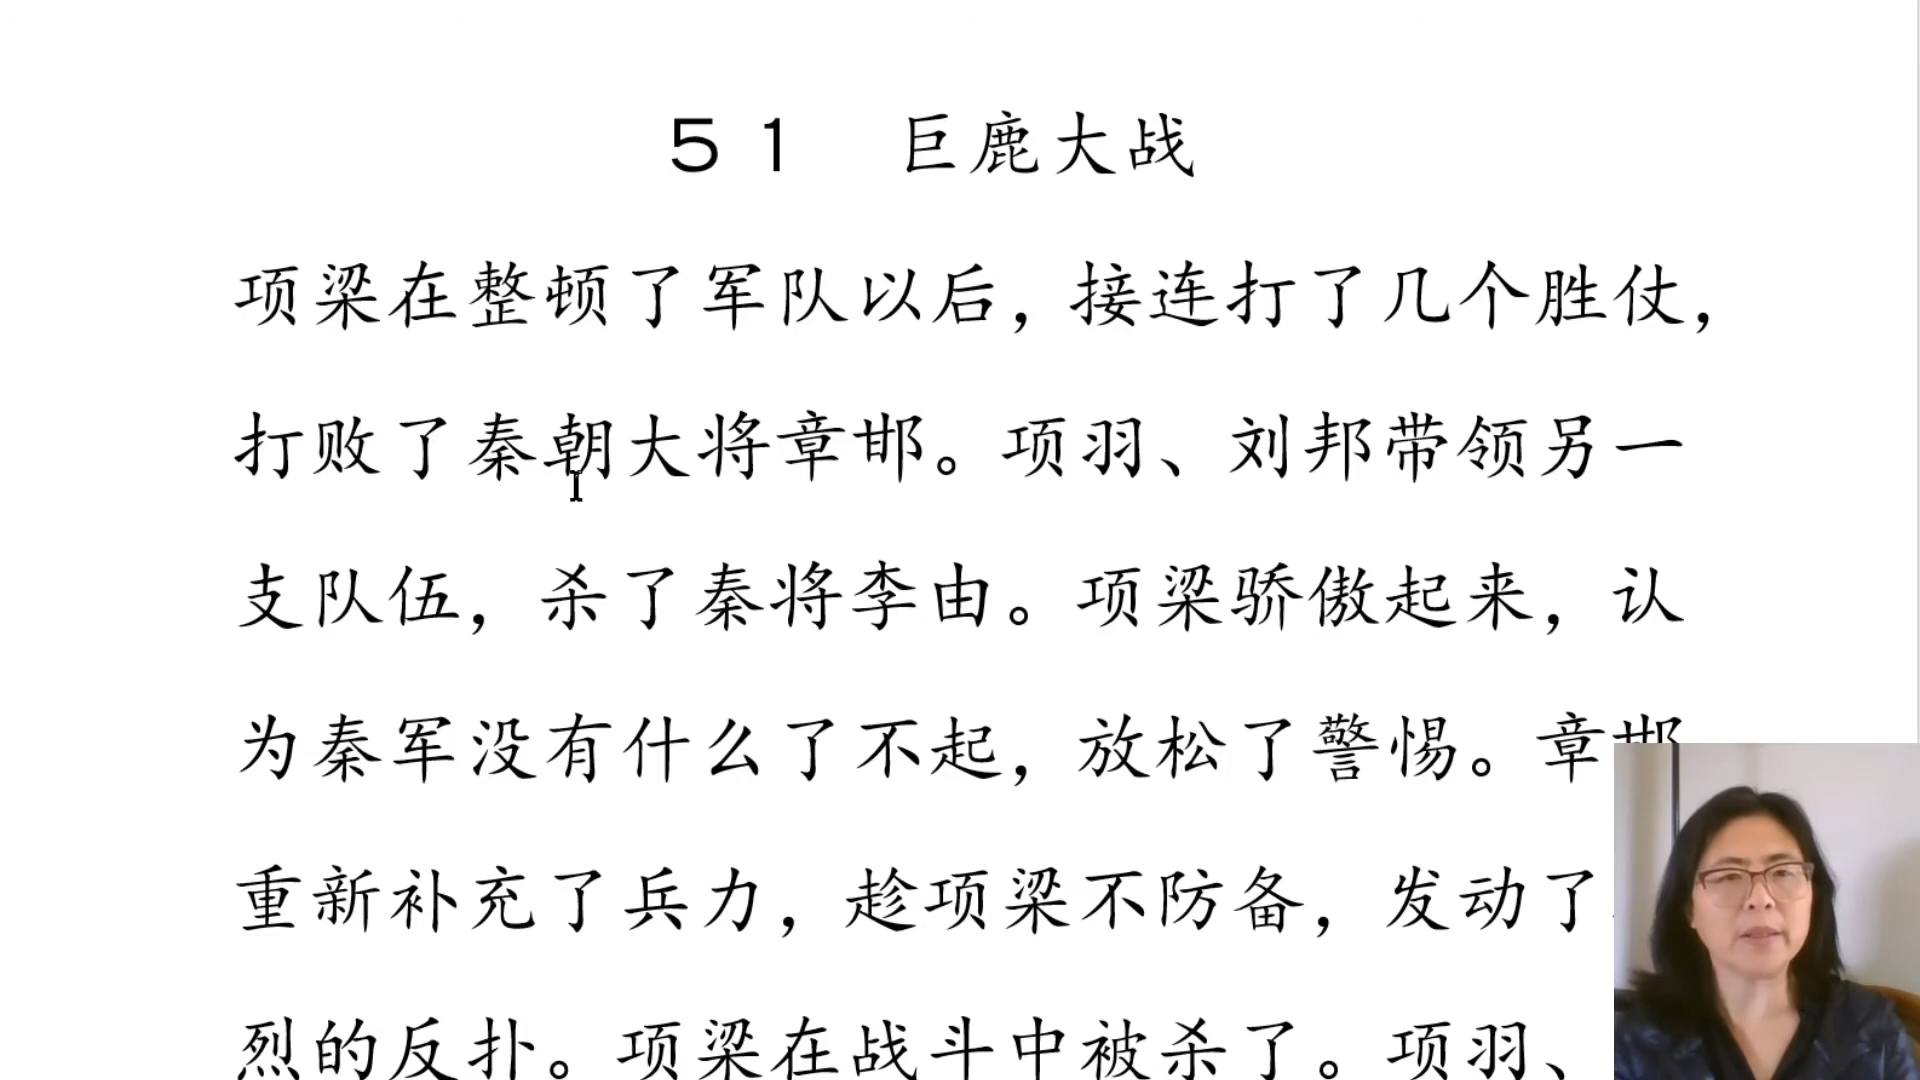 51 巨鹿大战
项梁在整顿了军队以后，接连打了几个胜仗，
打败了秦朝大将章邯。项羽、刘邦带领另一
支队伍，杀了秦将李由。项梁骄傲起来，认
为秦军没有什么了不起，放松了警惕。章邯
重新补充了兵力，趁项梁不防备，发动了
烈的反扑。项梁在战斗中被杀了。项羽、